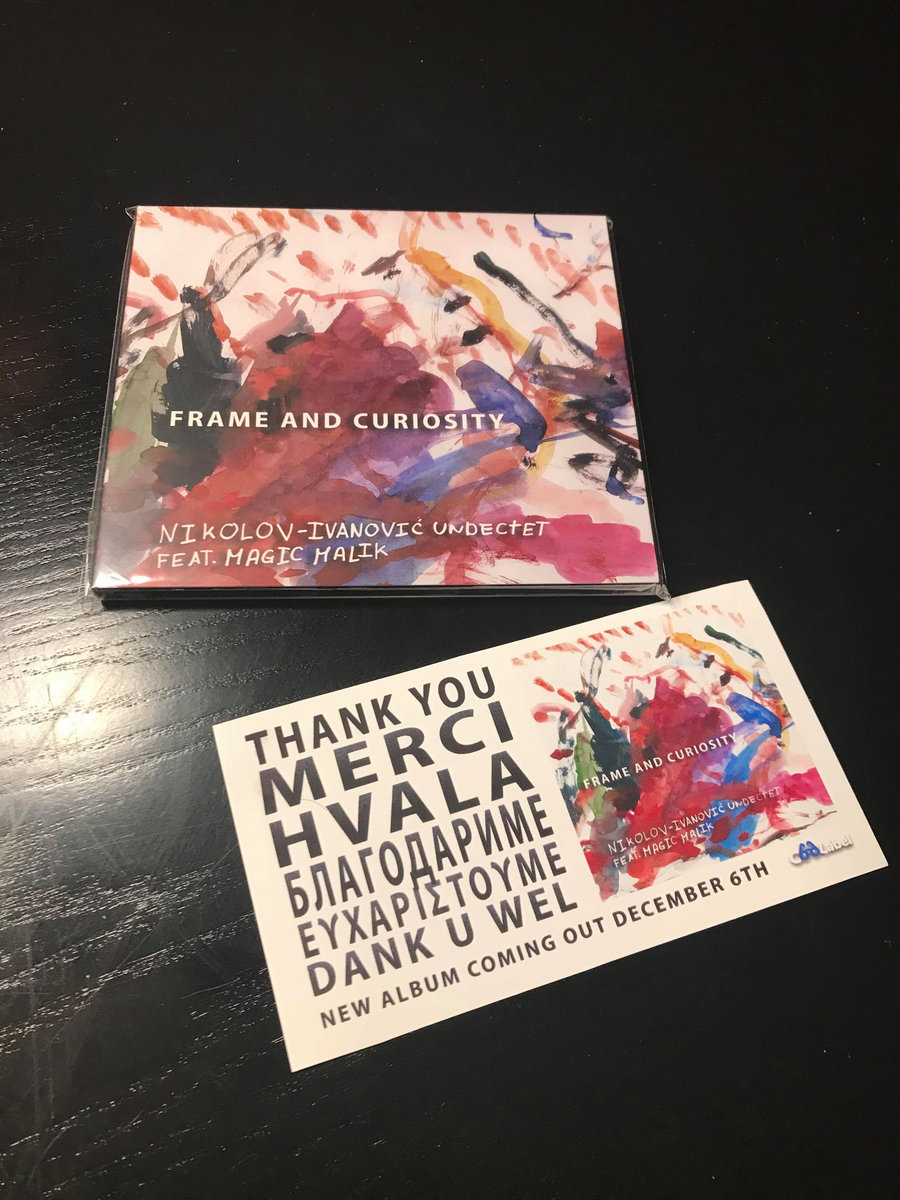 FRAME AND CURIOSITY
NIKOLOV-IVANOVIĆ UNDECTET
FEAT. MAGIC MALIK
THANK YOU
MERCI
HVALA
БЛАГОДАРИМЕ
ΕΥΧΑΡΙΣΤΟΥΜΕ
DANK U WEL
NEW ALBUM COMING OUT DECEMBER 6TH
FRAME AND CURIOSITY
NIKOLOV-IVANOVIĆ UNDECTET
FEAT. MAGIC MALIK
Label